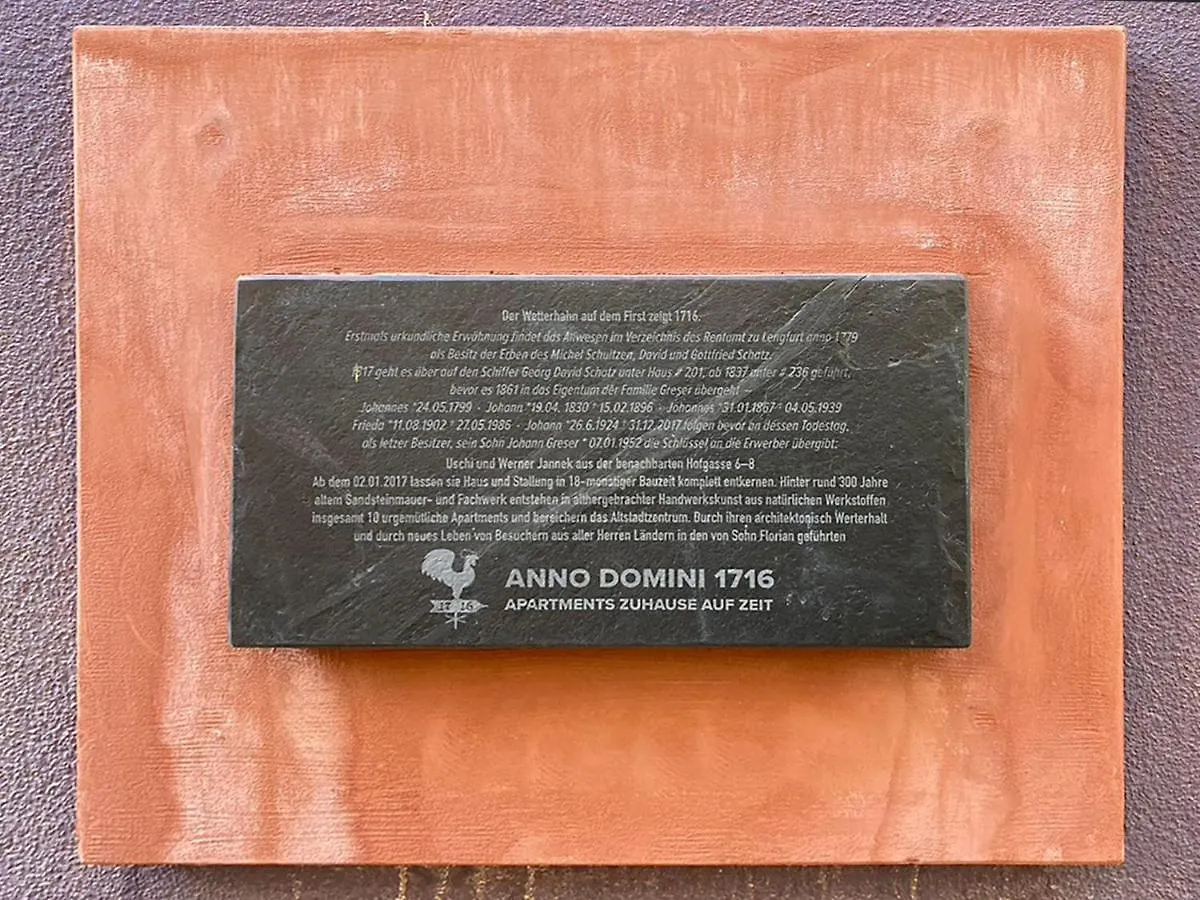 Der Wetterhahn auf dem First zeigt 1716.
Erstmals urkundliche Erwähnung findet das Anwesen im Verzeichnis des Rentamt zu Lengfurt anno 1779
als Besitz der Erben des Michel Schultzen, David und Gottfried Schatz.
1817 geht es über auf den Schiffer Georg David Schatz unter Haus # 201, ab 1837 unter # 236 geführt,
bevor es 1861 in das Eigentum der Familie Greser übergeht –
Johannes *24.05.1799 · Johann *19.04. 1830 † 15.02.1896 · Johannes *31.01.1867 † 04.05.1939
Frieda *11.08.1902 † 27.05.1986 · Johann *26.6.1924 † 31.12.2017 folgen bevor an dessen Todestag,
als letzer Besitzer, sein Sohn Johann Greser * 07.01.1952 die Schlüssel an die Erwerber übergibt:
Uschi und Werner Jannek aus der benachbarten Hofgasse 6–8
Ab dem 02.01.2017 lassen sie Haus und Stallung in 18-monatiger Bauzeit komplett entkernen. Hinter rund 300 Jahre
altem Sandsteinmauer- und Fachwerk entstehen in althergebrachter Handwerkskunst aus natürlichen Werkstoffen
insgesamt 10 urgemütliche Apartments und bereichern das Altstadtzentrum. Durch ihren architektonisch Werterhalt
und durch neues Leben von Besuchern aus aller Herren Ländern in den von Sohn Florian geführten
17 16
ANNO DOMINI 1716
APARTMENTS ZUHAUSE AUF ZEIT